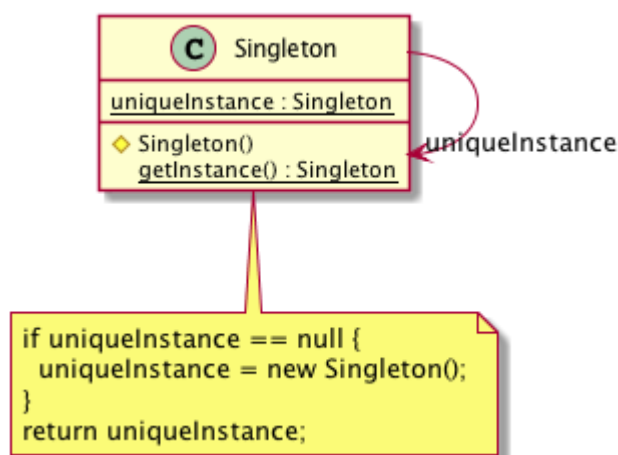 C Singleton
uniqueInstance : Singleton
Singleton()
getInstance() : Singleton
uniqueInstance
if uniqueInstance == null {
  uniqueInstance = new Singleton();
}
return uniqueInstance;